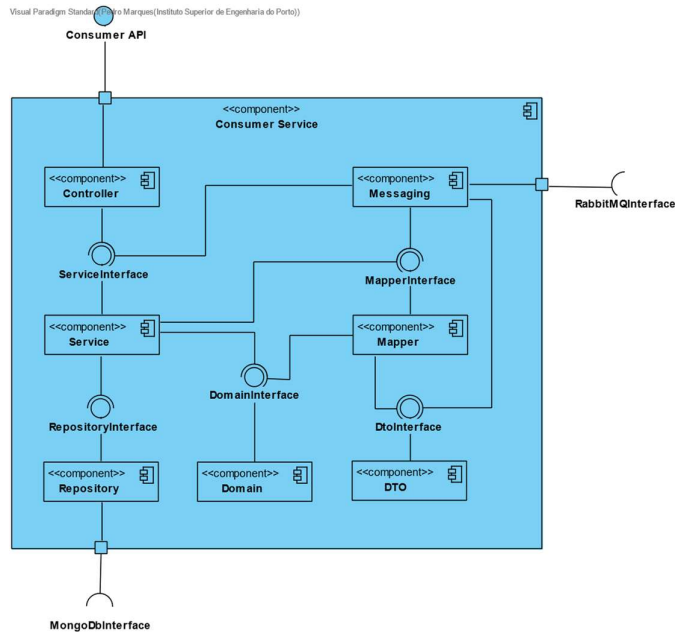 Visual Paradigm Standard(Pedro Marques(Instituto Superior de Engenharia do Porto))
Consumer API
<<component>>
Consumer Service
<<component>>
Controller
<<component>>
Messaging
RabbitMQInterface
ServiceInterface
MapperInterface
<<component>>
Service
<<component>>
Mapper
DomainInterface
RepositoryInterface
DtoInterface
<<component>>
Repository
<<component>>
Domain
<<component>>
DTO
MongoDbInterface